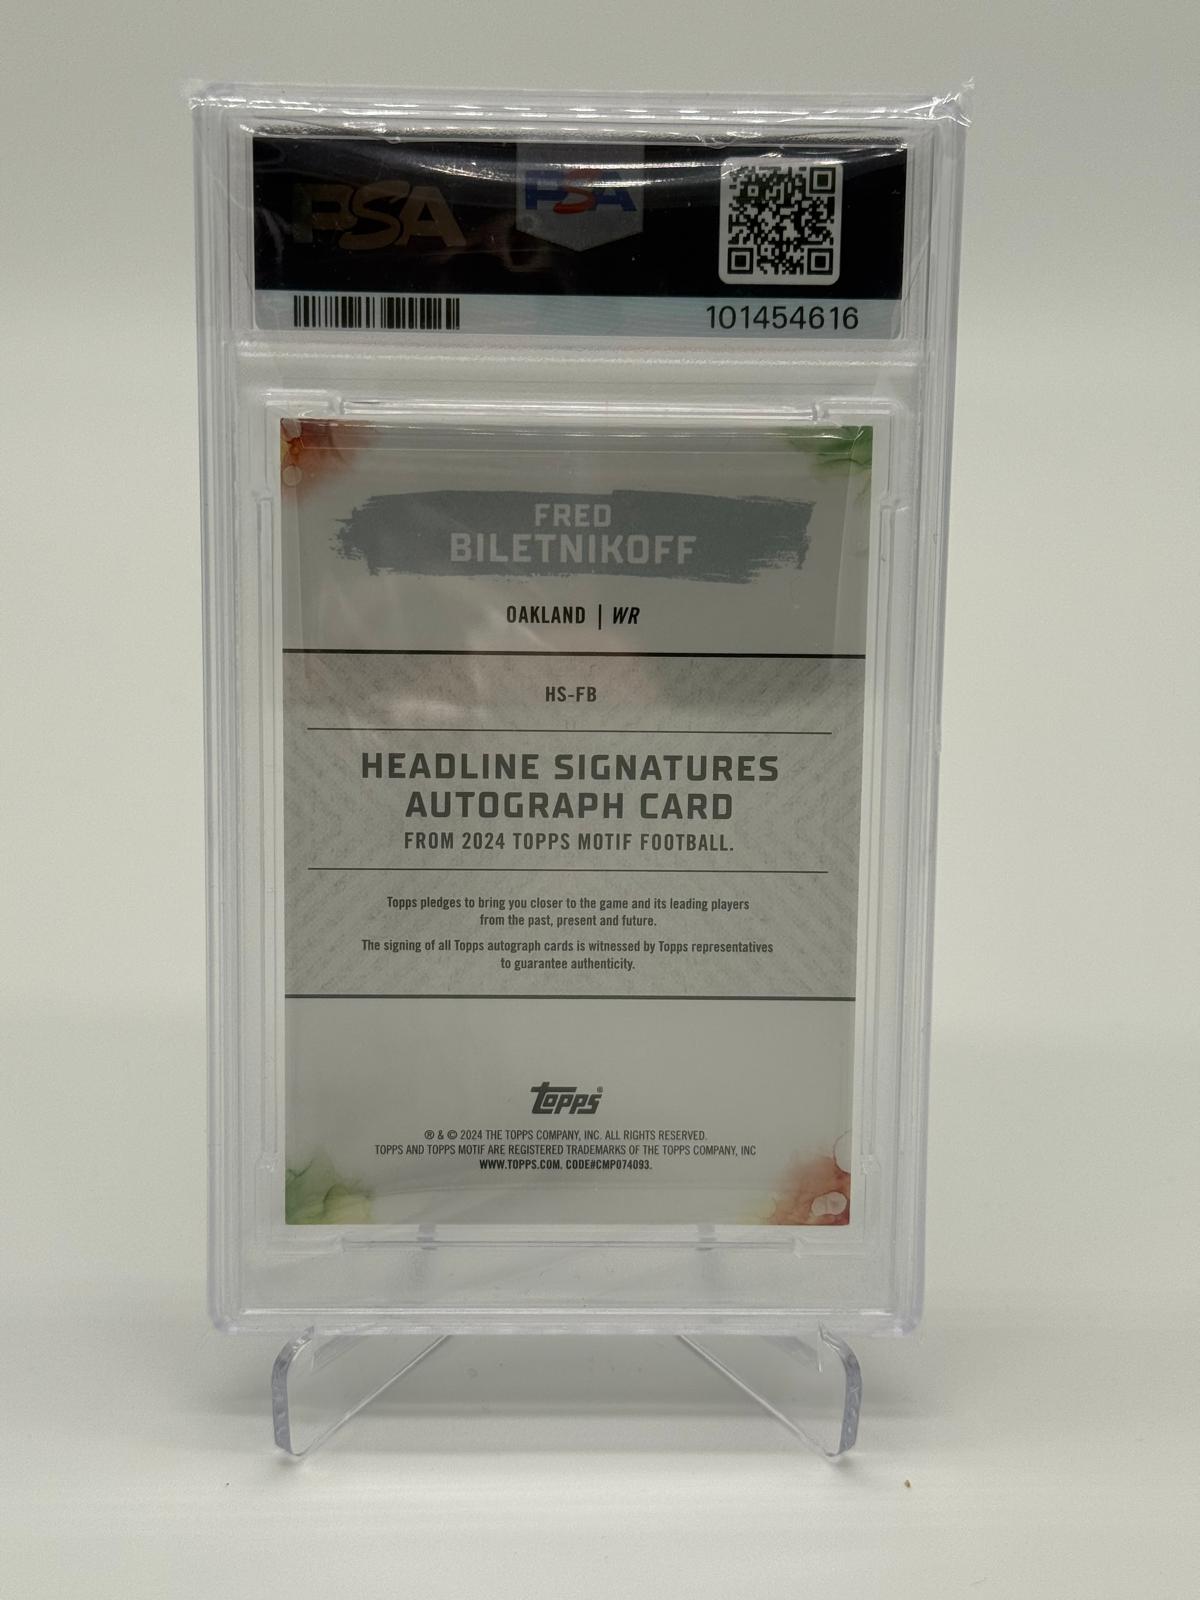 PSA
PSA
101454616
FRED
BILETNIKOFF
OAKLAND | WR
HS-FB
HEADLINE SIGNATURES
AUTOGRAPH CARD
FROM 2024 TOPPS MOTIF FOOTBALL.
Topps pledges to bring you closer to the game and its leading players
from the past, present and future.
The signing of all Topps autograph cards is witnessed by Topps representatives
to guarantee authenticity.
Topps®
® & © 2024 THE TOPPS COMPANY, INC. ALL RIGHTS RESERVED.
TOPPS AND TOPPS MOTIF ARE REGISTERED TRADEMARKS OF THE TOPPS COMPANY, INC
WWW.TOPPS.COM. CODE#CMP074093.